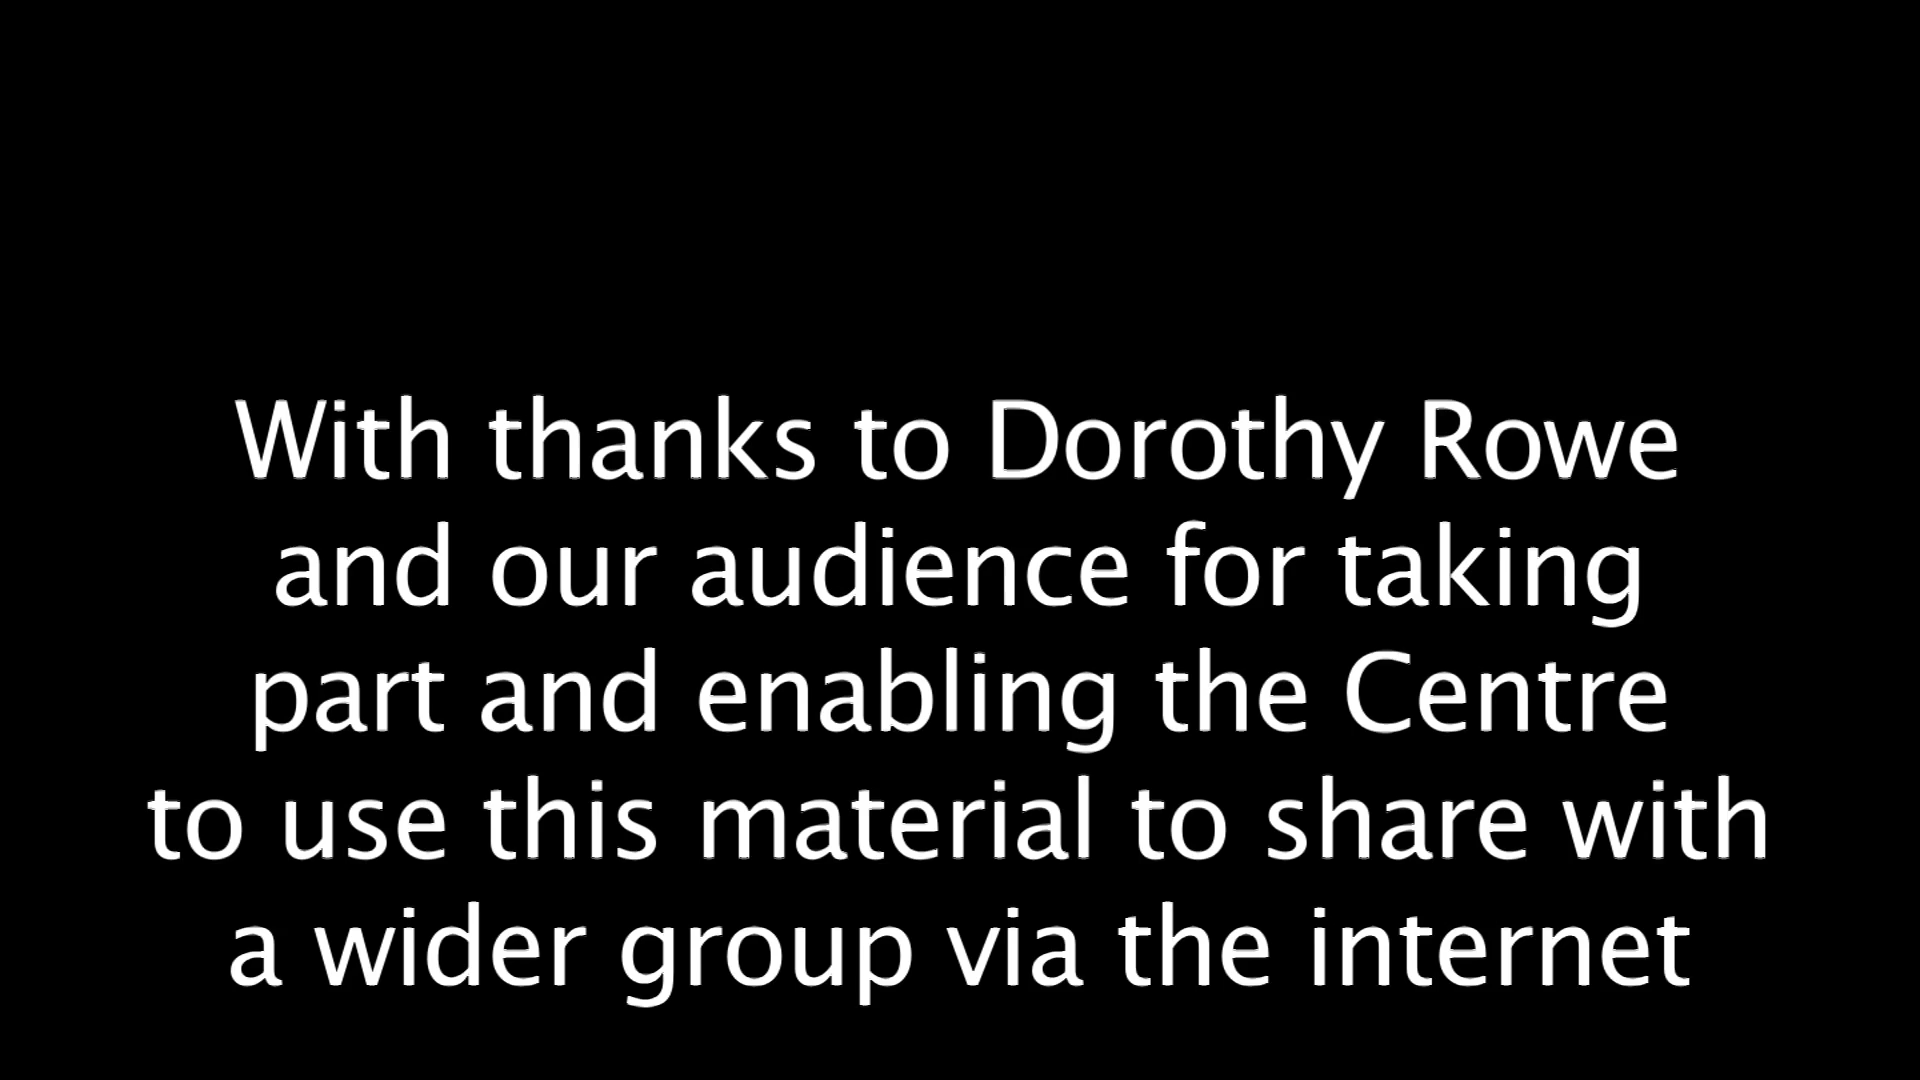 With thanks to Dorothy Rowe
and our audience for taking
part and enabling the Centre
to use this material to share with
a wider group via the internet